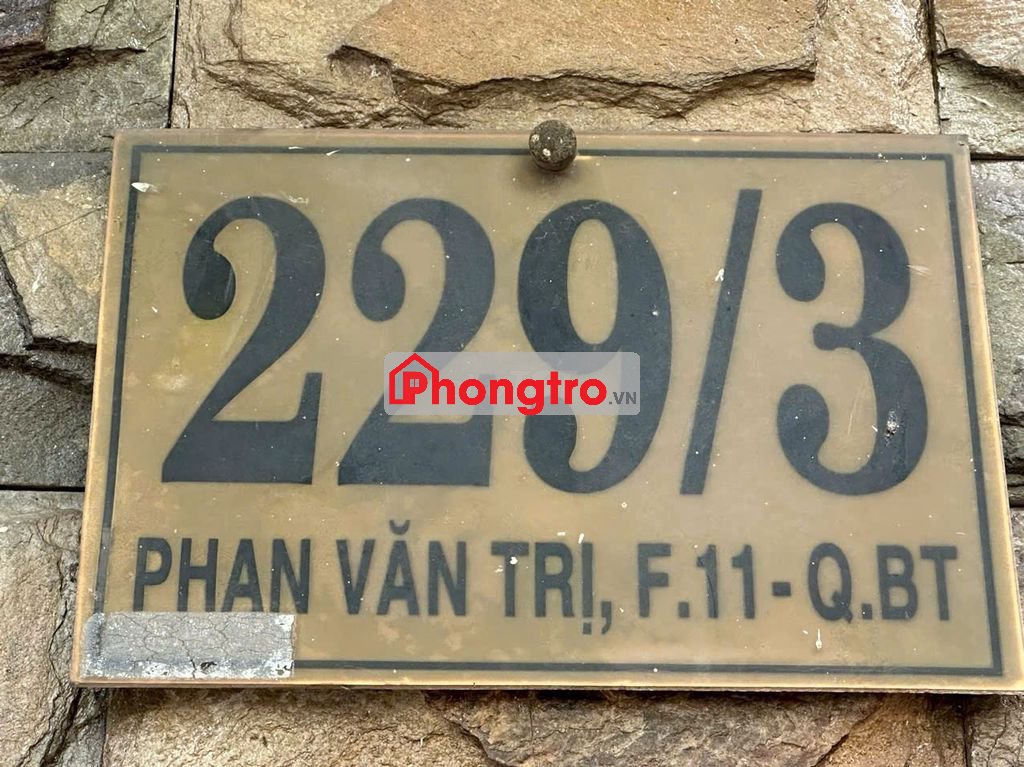 229/3
Phongtro.VN
PHAN VĂN TRỊ, F.11 - Q.BT